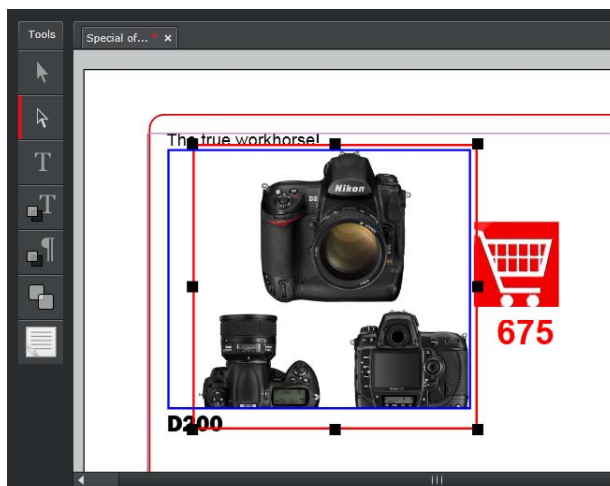 Tools
Special of...* ×
The true workhorse!
Nikon
675
D200